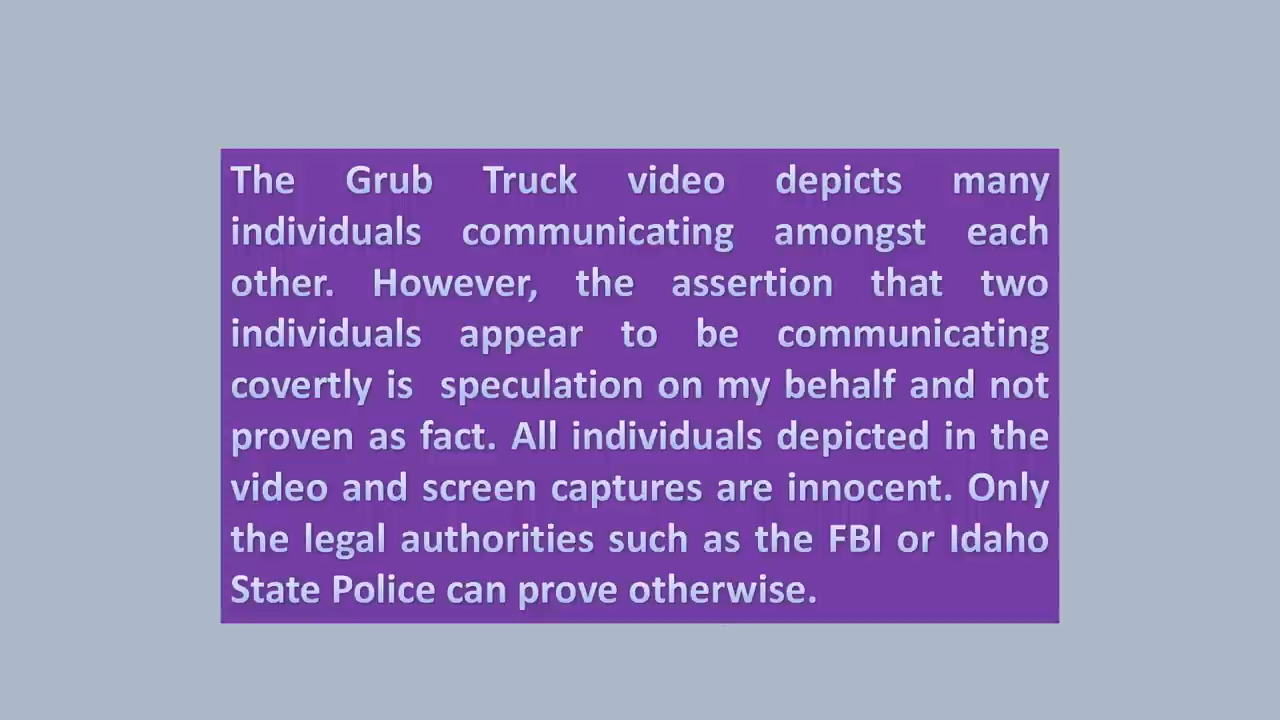 The Grub Truck video depicts many
individuals communicating amongst each
other. However, the assertion that two
individuals appear to be communicating
covertly is  speculation on my behalf and not
proven as fact. All individuals depicted in the
video and screen captures are innocent. Only
the legal authorities such as the FBI or Idaho
State Police can prove otherwise.